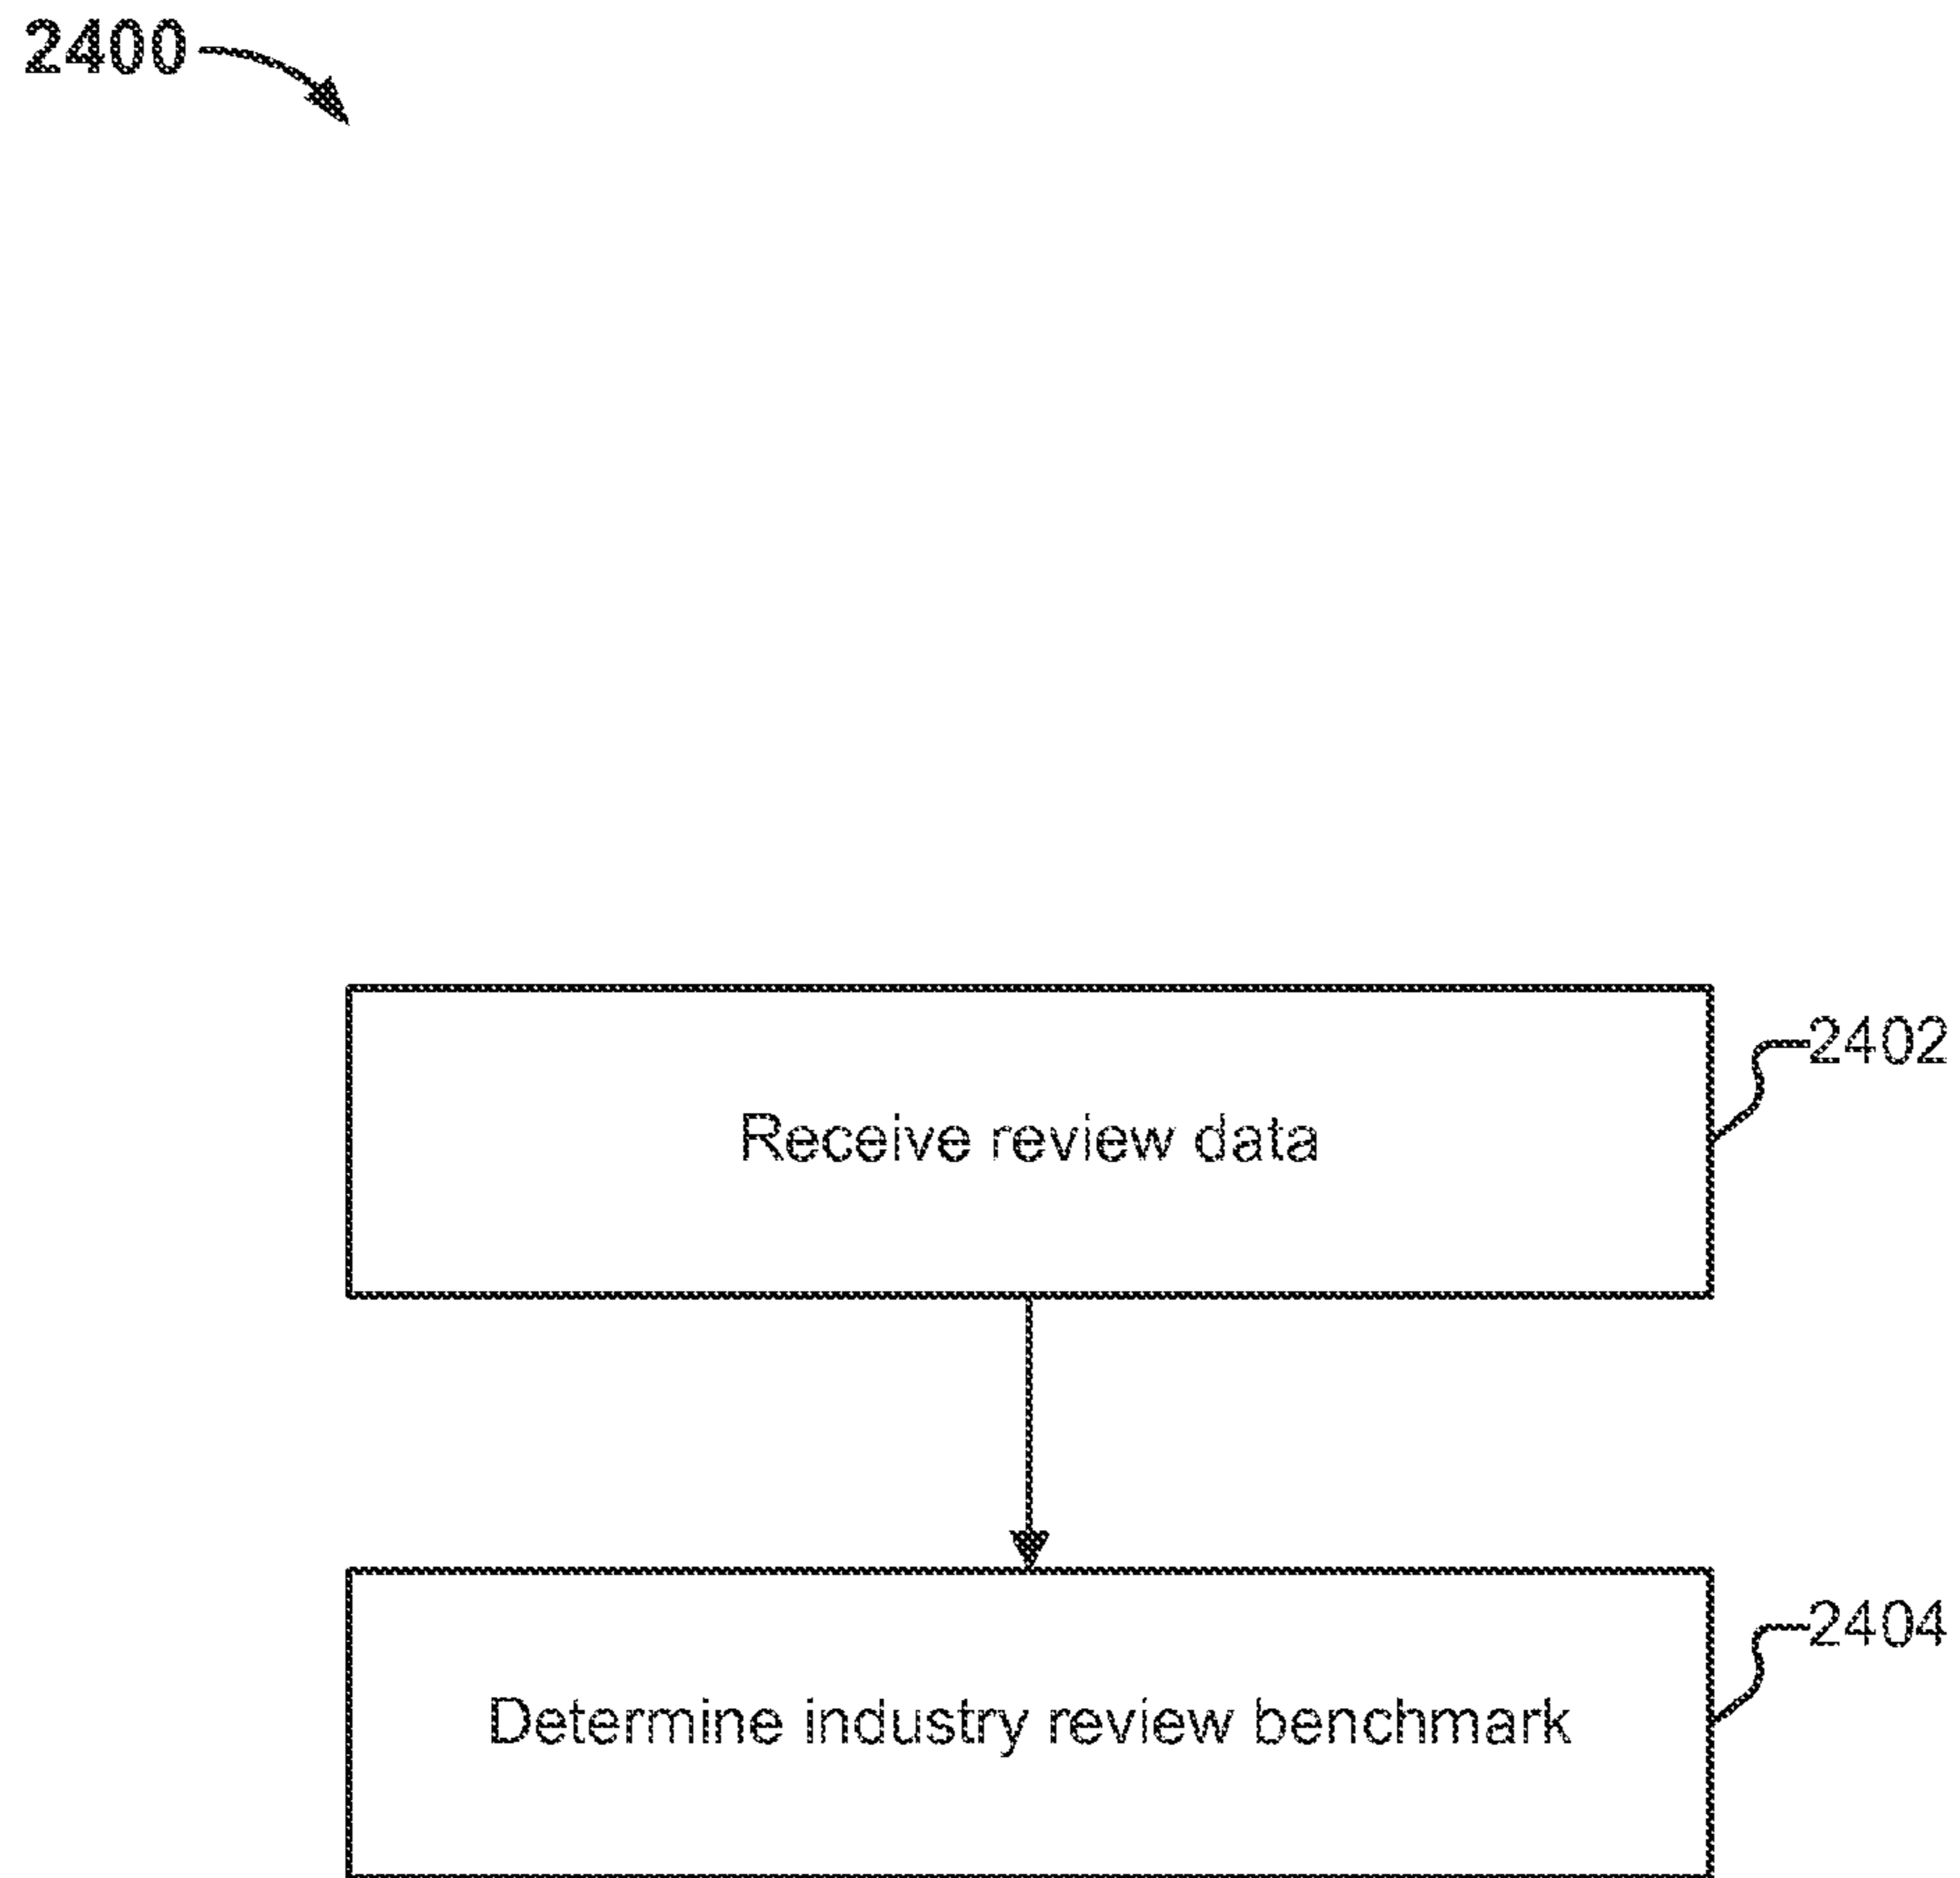 2400
2402
Receive review data
2404
Determine industry review benchmark